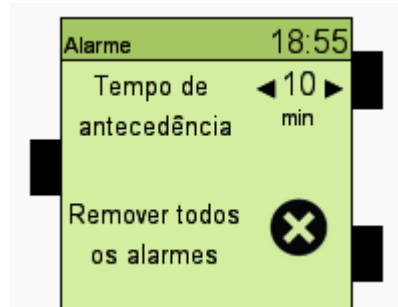 Alarme 18:55
Tempo de ◀10▶
antecedência min
Remover todos
os alarmes